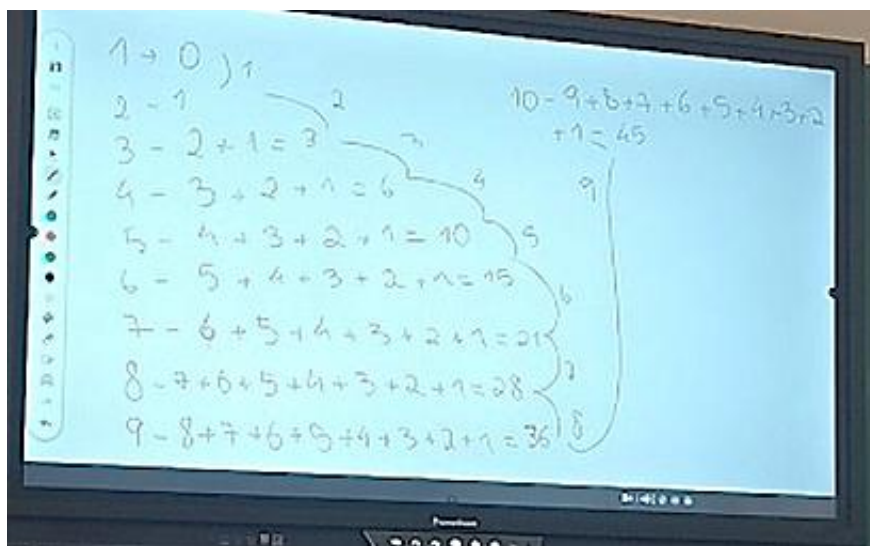 1 → 0 ) 1
2 - 1
2
3 - 2 + 1 = 3
3
4 - 3 + 2 + 1 = 6
4
5 - 4 + 3 + 2 + 1 = 10
5
6 - 5 + 4 + 3 + 2 + 1 = 15
6
7 - 6 + 5 + 4 + 3 + 2 + 1 = 21
7
8 - 7 + 6 + 5 + 4 + 3 + 2 + 1 = 28
9 - 8 + 7 + 6 + 5 + 4 + 3 + 2 + 1 = 36
8
10 - 9 + 8 + 7 + 6 + 5 + 4 + 3 + 2
+ 1 = 45
9